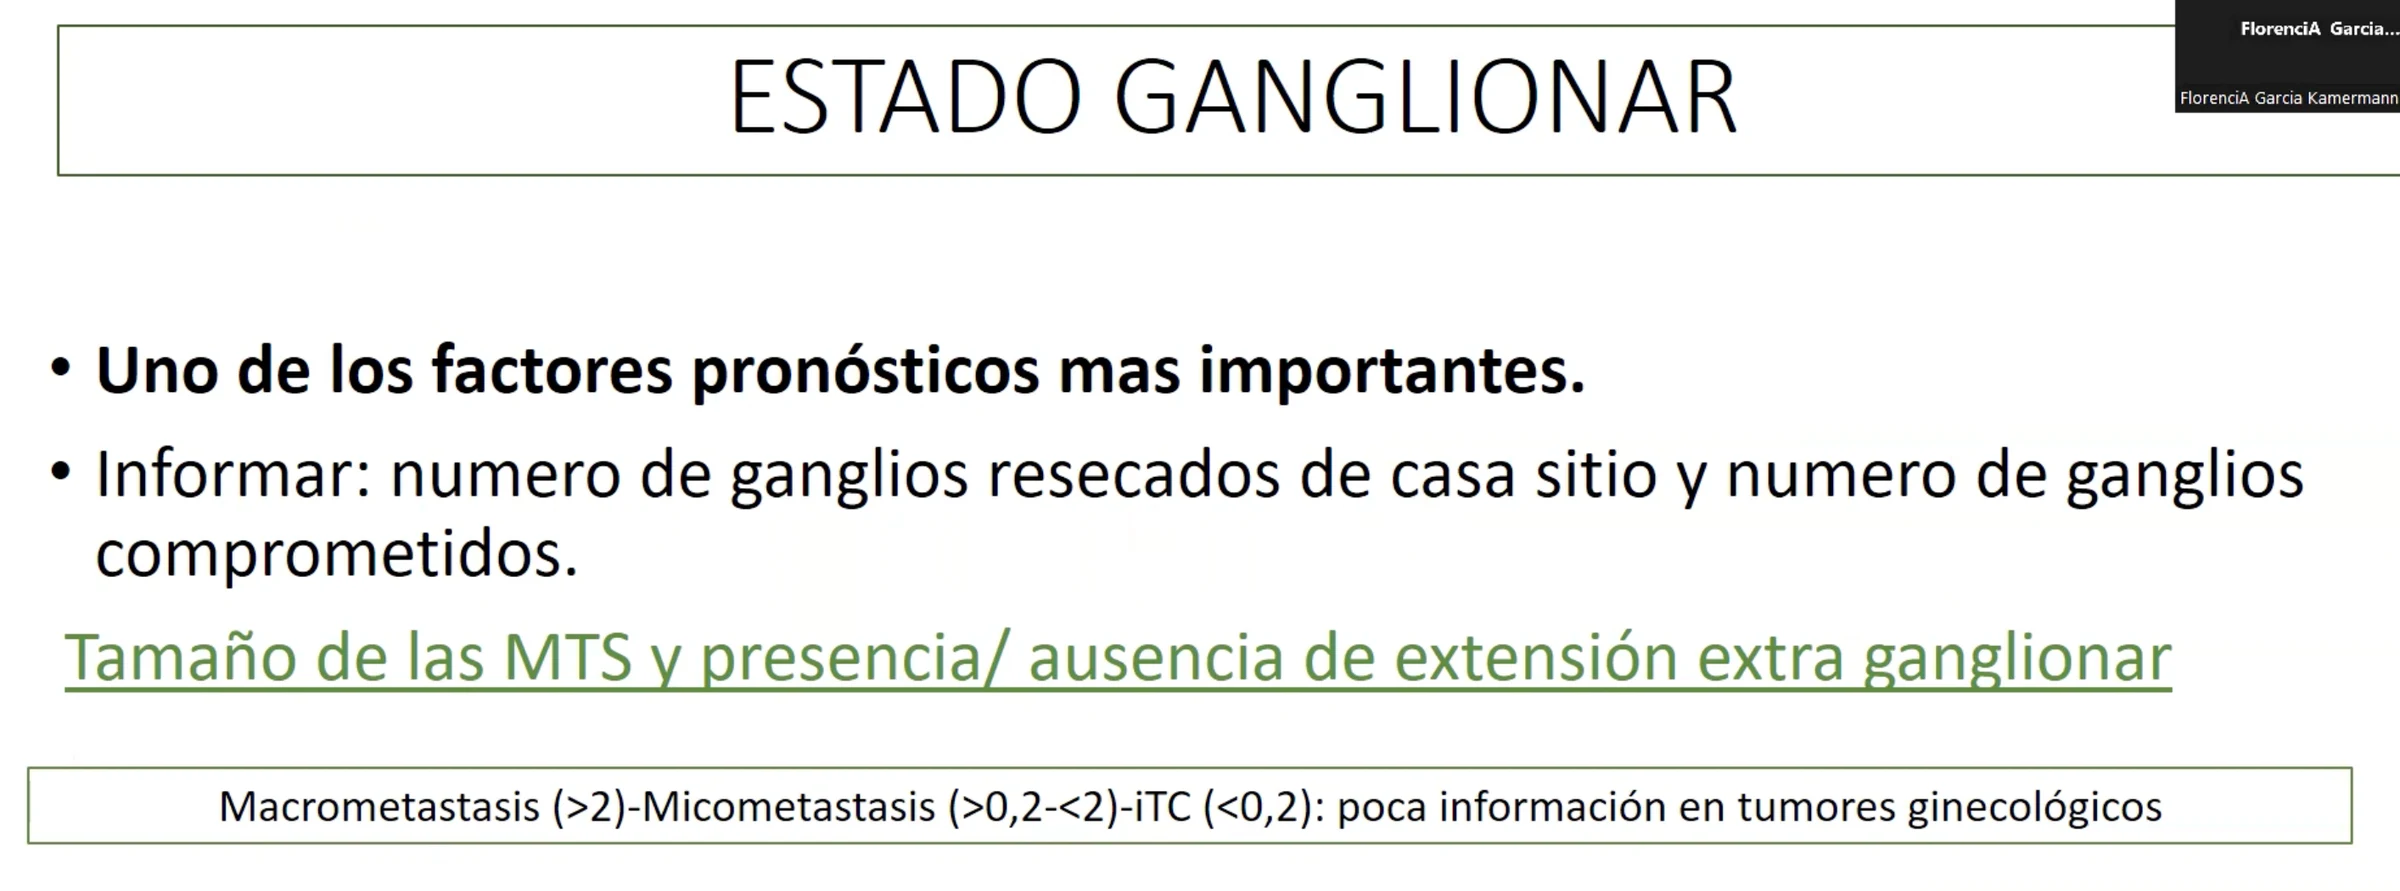 FlorenciA Garcia...
FlorenciA Garcia Kamermann
ESTADO GANGLIONAR
• Uno de los factores pronósticos mas importantes.
• Informar: numero de ganglios resecados de casa sitio y numero de ganglios
comprometidos.
Tamaño de las MTS y presencia/ ausencia de extensión extra ganglionar
Macrometastasis (>2)-Micometastasis (>0,2-<2)-iTC (<0,2): poca información en tumores ginecológicos